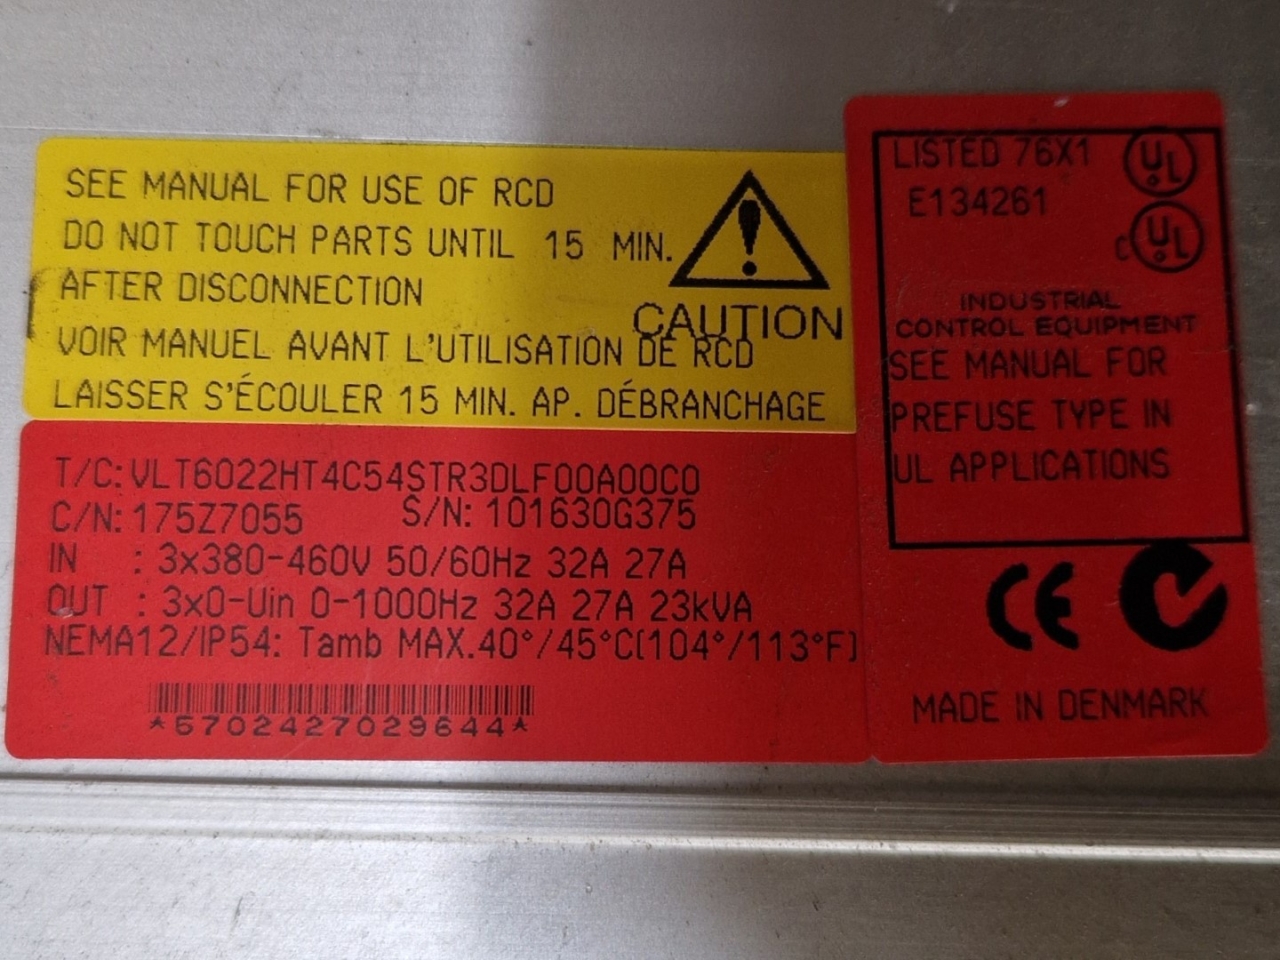 SEE MANUAL FOR USE OF RCD
DO NOT TOUCH PARTS UNTIL 15 MIN.
AFTER DISCONNECTION
CAUTION
VOIR MANUEL AVANT L'UTILISATION DE RCD
LAISSER S'ÉCOULER 15 MIN. AP. DÉBRANCHAGE
T/C: VLT6022HT4C54STR3DLF00A00C0
C/N: 175Z7055 S/N: 101630G375
IN : 3x380-460V 50/60Hz 32A 27A
OUT : 3x0-Uin 0-1000Hz 32A 27A 23kVA
NEMA12/IP54: Tamb MAX.40°/45°C(104°/113°F)
*5702427029644*
LISTED 76X1 UL
E134261
c UL
INDUSTRIAL
CONTROL EQUIPMENT
SEE MANUAL FOR
PREFUSE TYPE IN
UL APPLICATIONS
CE
MADE IN DENMARK